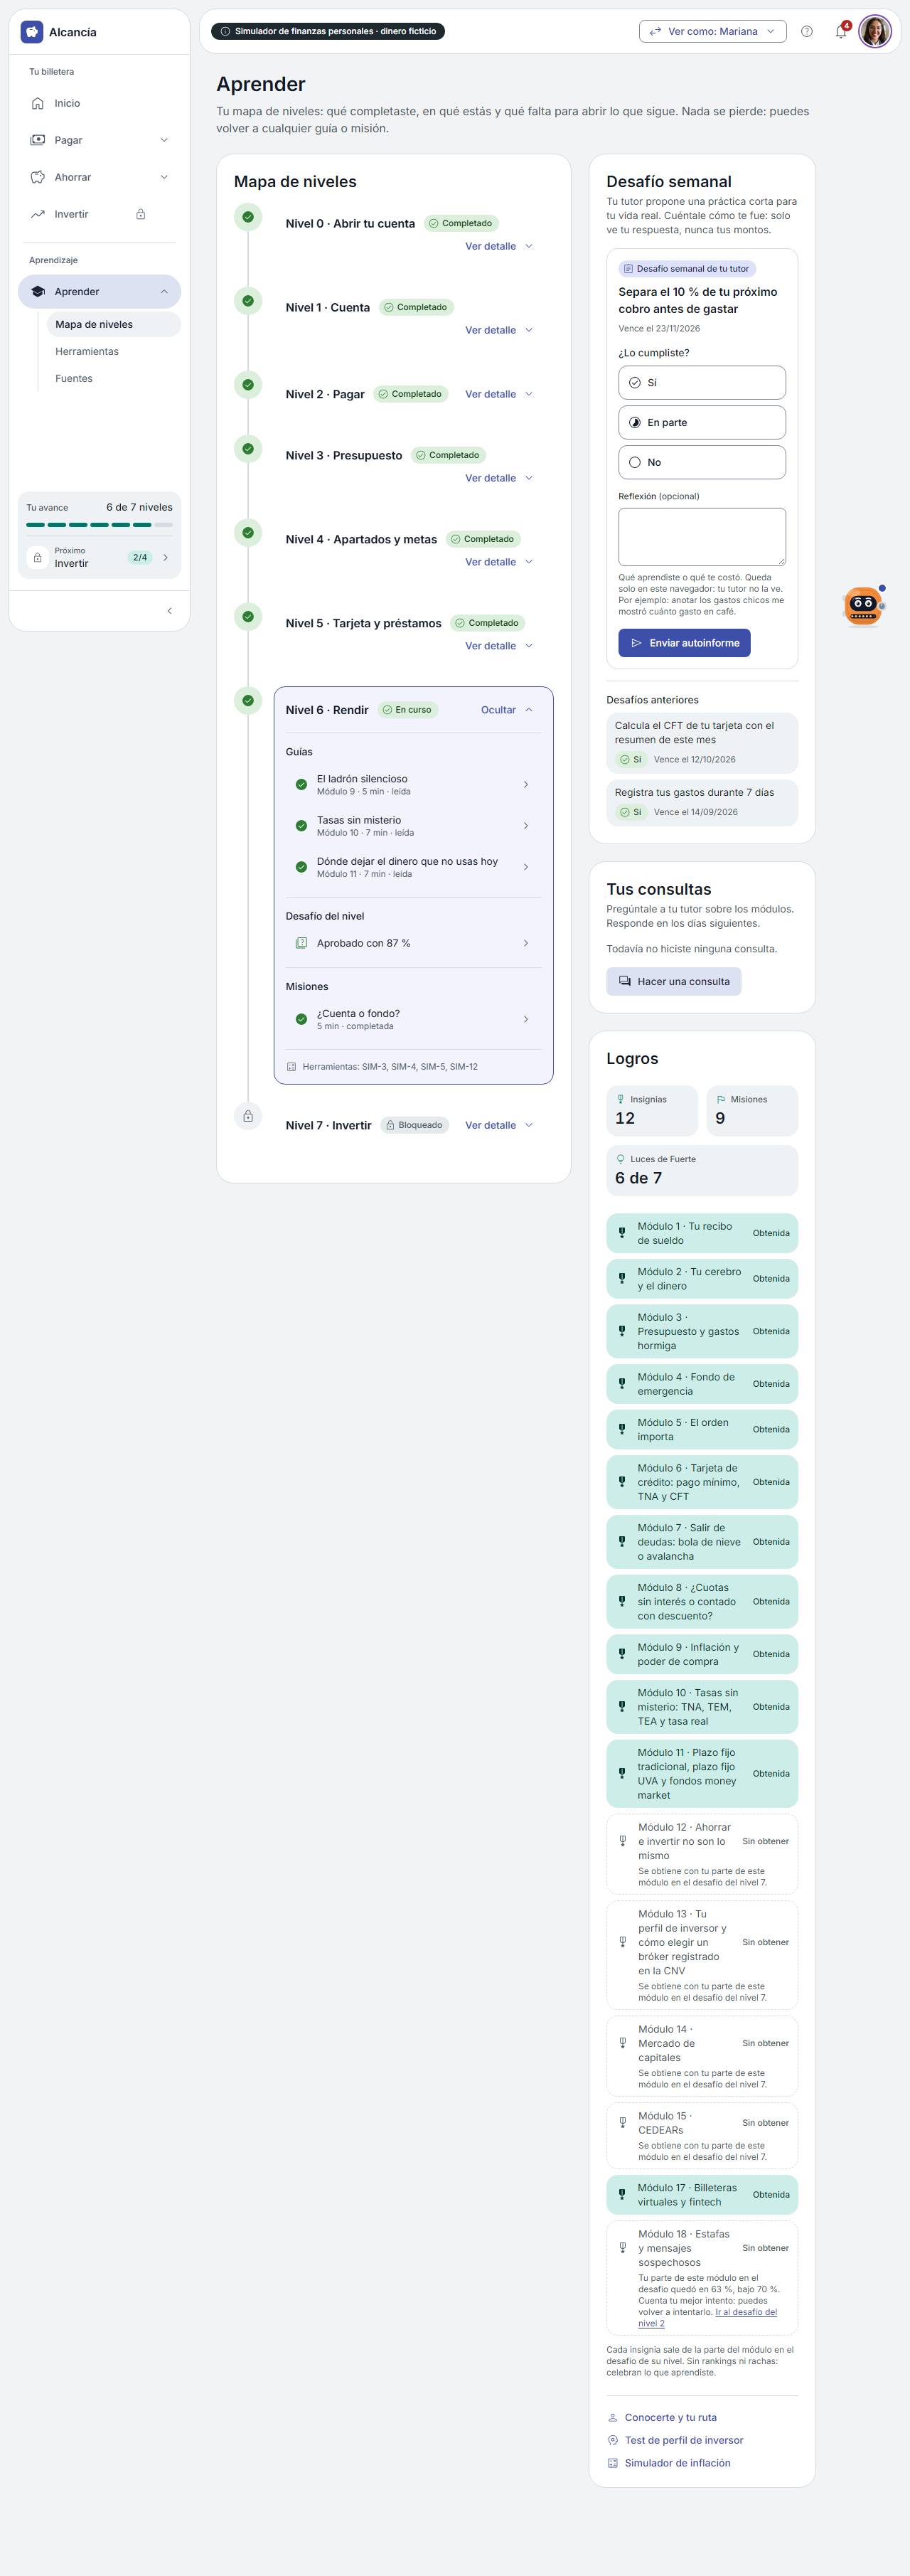 Alcancía
Tu billetera
Inicio
Pagar
Ahorrar
Invertir
Aprendizaje
Aprender
Mapa de niveles
Herramientas
Fuentes
Tu avance
6 de 7 niveles
Próximo
Invertir
2/4
Simulador de finanzas personales · dinero ficticio
Ver como: Mariana
4
Aprender
Tu mapa de niveles: qué completaste, en qué estás y qué falta para abrir lo que sigue. Nada se pierde: puedes
volver a cualquier guía o misión.
Mapa de niveles
Nivel 0 · Abrir tu cuenta
Completado
Ver detalle
Nivel 1 · Cuenta
Completado
Ver detalle
Nivel 2 · Pagar
Completado
Ver detalle
Nivel 3 · Presupuesto
Completado
Ver detalle
Nivel 4 · Apartados y metas
Completado
Ver detalle
Nivel 5 · Tarjeta y préstamos
Completado
Ver detalle
Nivel 6 · Rendir
En curso
Ocultar
Guías
El ladrón silencioso
Módulo 9 · 5 min · leída
Tasas sin misterio
Módulo 10 · 7 min · leída
Dónde dejar el dinero que no usas hoy
Módulo 11 · 7 min · leída
Desafío del nivel
Aprobado con 87 %
Misiones
¿Cuenta o fondo?
5 min · completada
Herramientas: SIM-3, SIM-4, SIM-5, SIM-12
Nivel 7 · Invertir
Bloqueado
Ver detalle
Desafío semanal
Tu tutor propone una práctica corta para
tu vida real. Cuéntale cómo te fue: solo
ve tu respuesta, nunca tus montos.
Desafío semanal de tu tutor
Separa el 10 % de tu próximo
cobro antes de gastar
Vence el 23/11/2026
¿Lo cumpliste?
Sí
En parte
No
Reflexión (opcional)
Qué aprendiste o qué te costó. Queda
solo en este navegador: tu tutor no la ve.
Por ejemplo: anotar los gastos chicos me
mostró cuánto gasto en café.
Enviar autoinforme
Desafíos anteriores
Calcula el CFT de tu tarjeta con el
resumen de este mes
Sí
Vence el 12/10/2026
Registra tus gastos durante 7 días
Sí
Vence el 14/09/2026
Tus consultas
Pregúntale a tu tutor sobre los módulos.
Responde en los días siguientes.
Todavía no hiciste ninguna consulta.
Hacer una consulta
Logros
Insignias
12
Misiones
9
Luces de Fuerte
6 de 7
Módulo 1 · Tu recibo
de sueldo
Obtenida
Módulo 2 · Tu cerebro
y el dinero
Obtenida
Módulo 3 ·
Presupuesto y gastos
hormiga
Obtenida
Módulo 4 · Fondo de
emergencia
Obtenida
Módulo 5 · El orden
importa
Obtenida
Módulo 6 · Tarjeta de
crédito: pago mínimo,
TNA y CFT
Obtenida
Módulo 7 · Salir de
deudas: bola de nieve
o avalancha
Obtenida
Módulo 8 · ¿Cuotas
sin interés o contado
con descuento?
Obtenida
Módulo 9 · Inflación y
poder de compra
Obtenida
Módulo 10 · Tasas sin
misterio: TNA, TEM,
TEA y tasa real
Obtenida
Módulo 11 · Plazo fijo
tradicional, plazo fijo
UVA y fondos money
market
Obtenida
Módulo 12 · Ahorrar
e invertir no son lo
mismo
Sin obtener
Se obtiene con tu parte de este
módulo en el desafío del nivel 7.
Módulo 13 · Tu
perfil de inversor y
cómo elegir un
bróker registrado
en la CNV
Sin obtener
Se obtiene con tu parte de este
módulo en el desafío del nivel 7.
Módulo 14 ·
Mercado de
capitales
Sin obtener
Se obtiene con tu parte de este
módulo en el desafío del nivel 7.
Módulo 15 ·
CEDEARs
Sin obtener
Se obtiene con tu parte de este
módulo en el desafío del nivel 7.
Módulo 17 · Billeteras
virtuales y fintech
Obtenida
Módulo 18 · Estafas
y mensajes
sospechosos
Sin obtener
Tu parte de este módulo en el
desafío quedó en 63 %, bajo 70 %.
Cuenta tu mejor intento: puedes
volver a intentarlo. Ir al desafío del
nivel 2
Cada insignia sale de la parte del módulo en el
desafío de su nivel. Sin rankings ni rachas:
celebran lo que aprendiste.
Conocerte y tu ruta
Test de perfil de inversor
Simulador de inflación